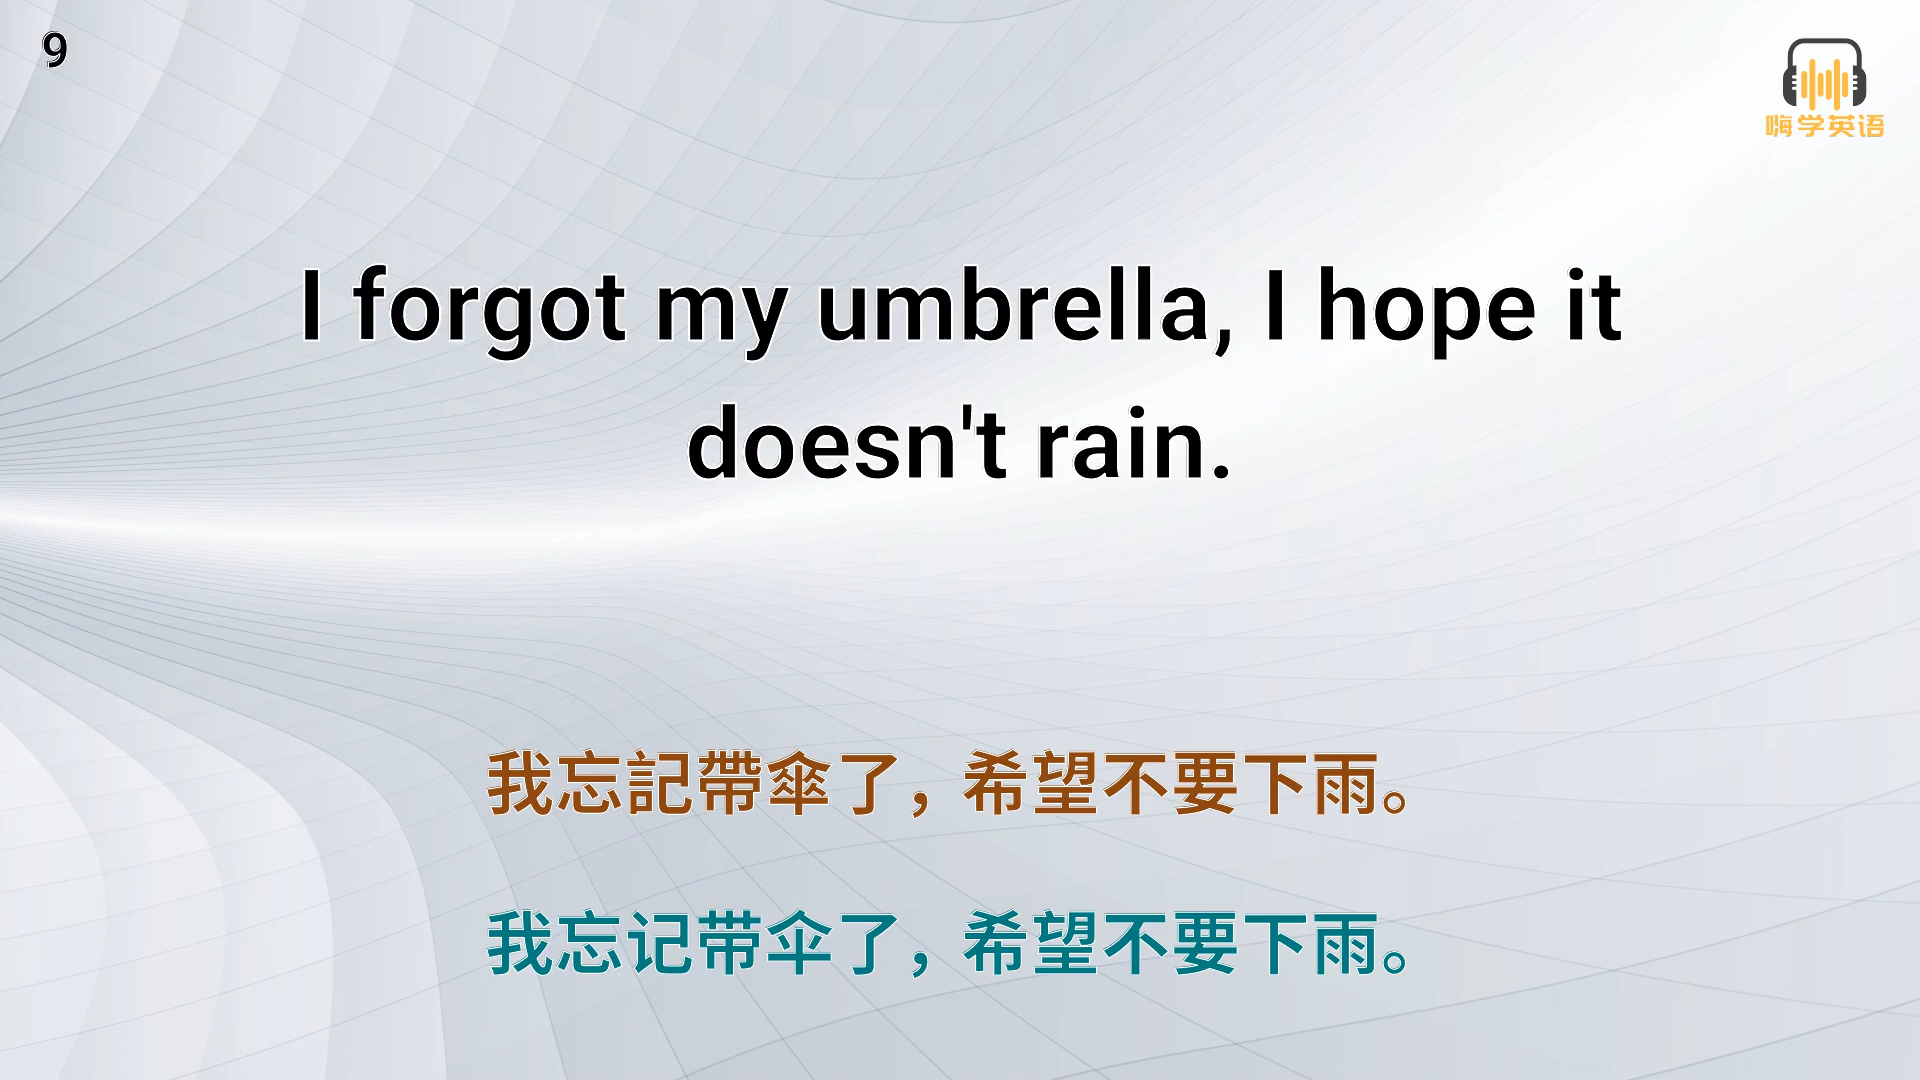 9
嗨学英语
I forgot my umbrella, I hope it
doesn't rain.
我忘記帶傘了，希望不要下雨。
我忘记带伞了，希望不要下雨。